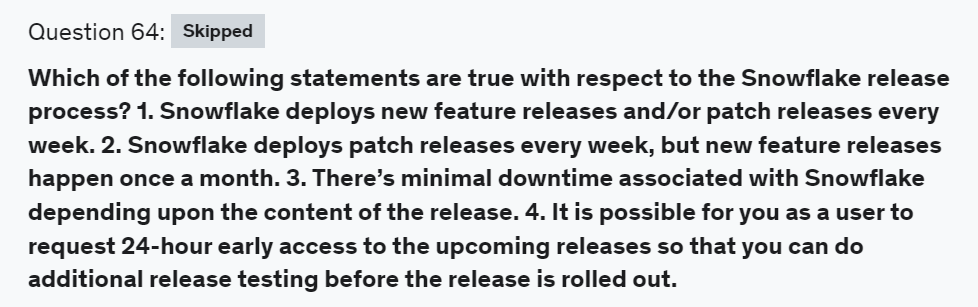 Question 64: Skipped
Which of the following statements are true with respect to the Snowflake release
process? 1. Snowflake deploys new feature releases and/or patch releases every
week. 2. Snowflake deploys patch releases every week, but new feature releases
happen once a month. 3. There’s minimal downtime associated with Snowflake
depending upon the content of the release. 4. It is possible for you as a user to
request 24-hour early access to the upcoming releases so that you can do
additional release testing before the release is rolled out.